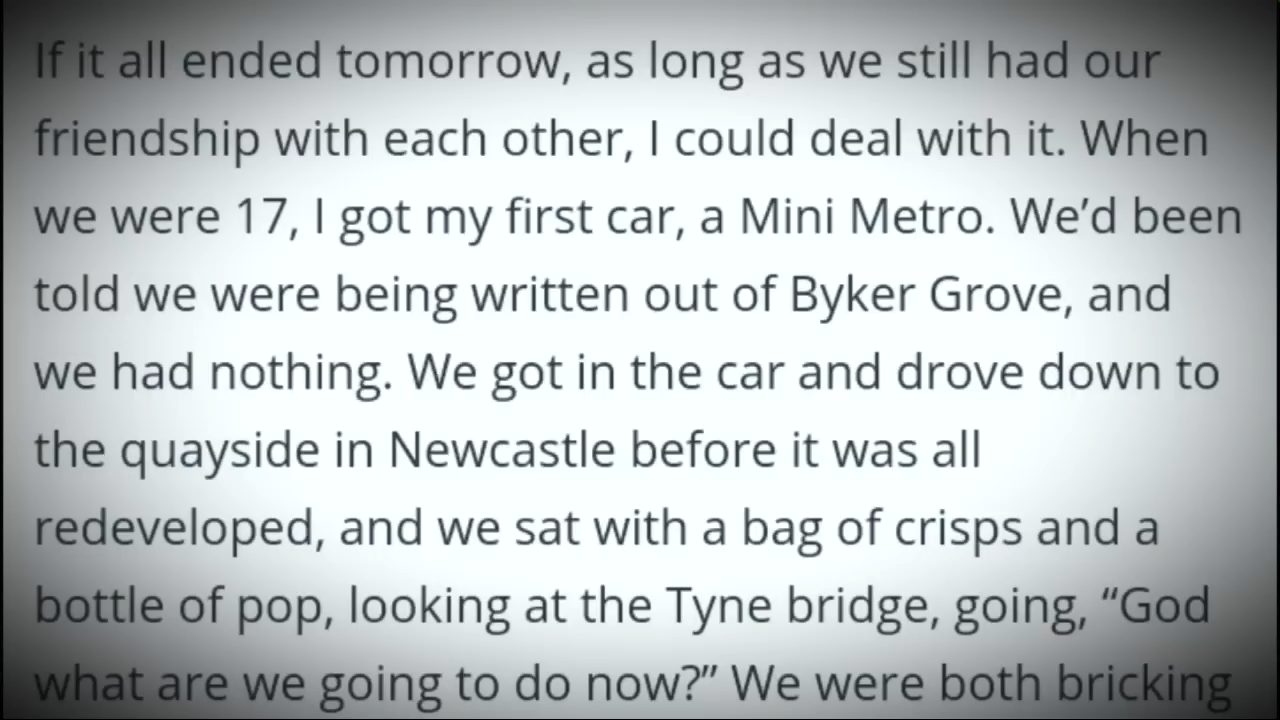 If it all ended tomorrow, as long as we still had our
friendship with each other, I could deal with it. When
we were 17, I got my first car, a Mini Metro. We’d been
told we were being written out of Byker Grove, and
we had nothing. We got in the car and drove down to
the quayside in Newcastle before it was all
redeveloped, and we sat with a bag of crisps and a
bottle of pop, looking at the Tyne bridge, going, “God
what are we going to do now?” We were both bricking